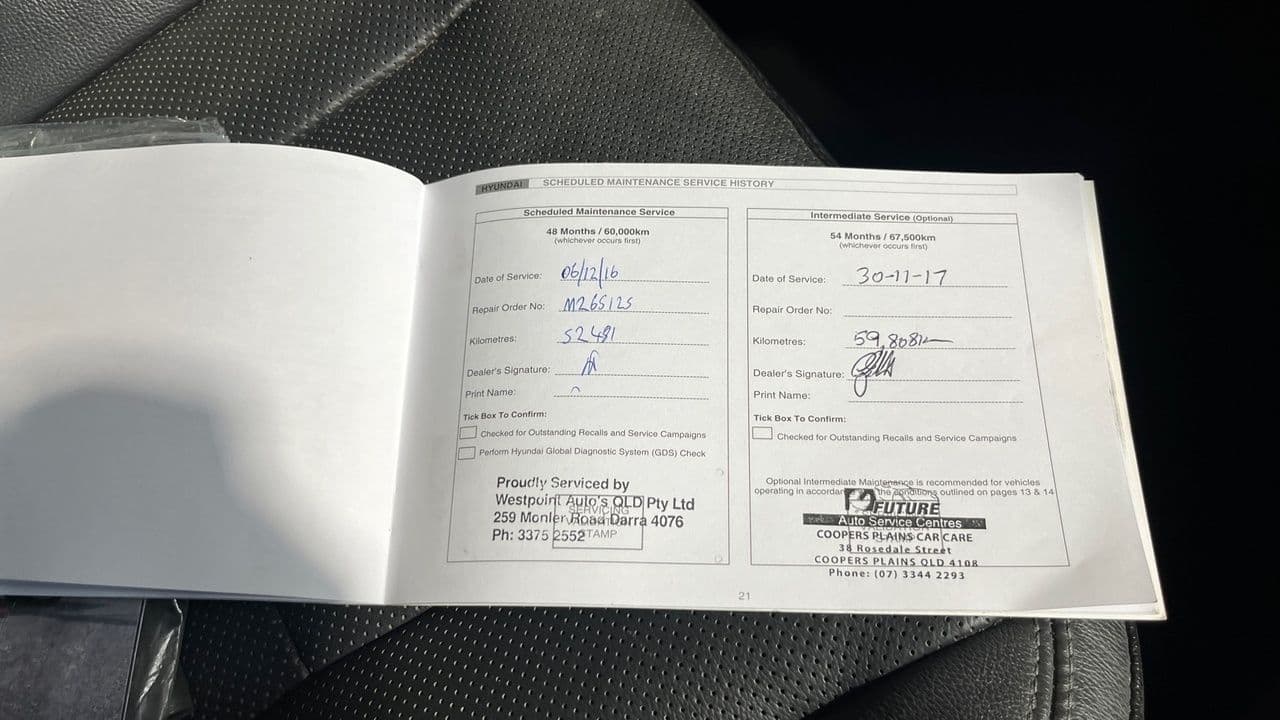 HYUNDAI SCHEDULED MAINTENANCE SERVICE HISTORY
Scheduled Maintenance Service
48 Months / 60,000km
(whichever occurs first)
Date of Service: 06/12/16
Repair Order No: M265125
Kilometres: 52481
Dealer's Signature:
Print Name:
Tick Box To Confirm:
Checked for Outstanding Recalls and Service Campaigns
Perform Hyundai Global Diagnostic System (GDS) Check
Proudly Serviced by
Westpoint Auto's QLD Pty Ltd
SERVICING
259 Monier Road Darra 4076
Ph: 3375 2552
STAMP
Intermediate Service (Optional)
54 Months / 67,500km
(whichever occurs first)
Date of Service: 30-11-17
Repair Order No:
Kilometres: 59,808km
Dealer's Signature:
Print Name:
Tick Box To Confirm:
Checked for Outstanding Recalls and Service Campaigns
Optional Intermediate Maintenance is recommended for vehicles
operating in accordance the conditions outlined on pages 13 & 14
FUTURE
Auto Service Centres
COOPERS PLAINS CAR CARE
38 Rosedale Street
COOPERS PLAINS QLD 4108
Phone: (07) 3344 2293
21